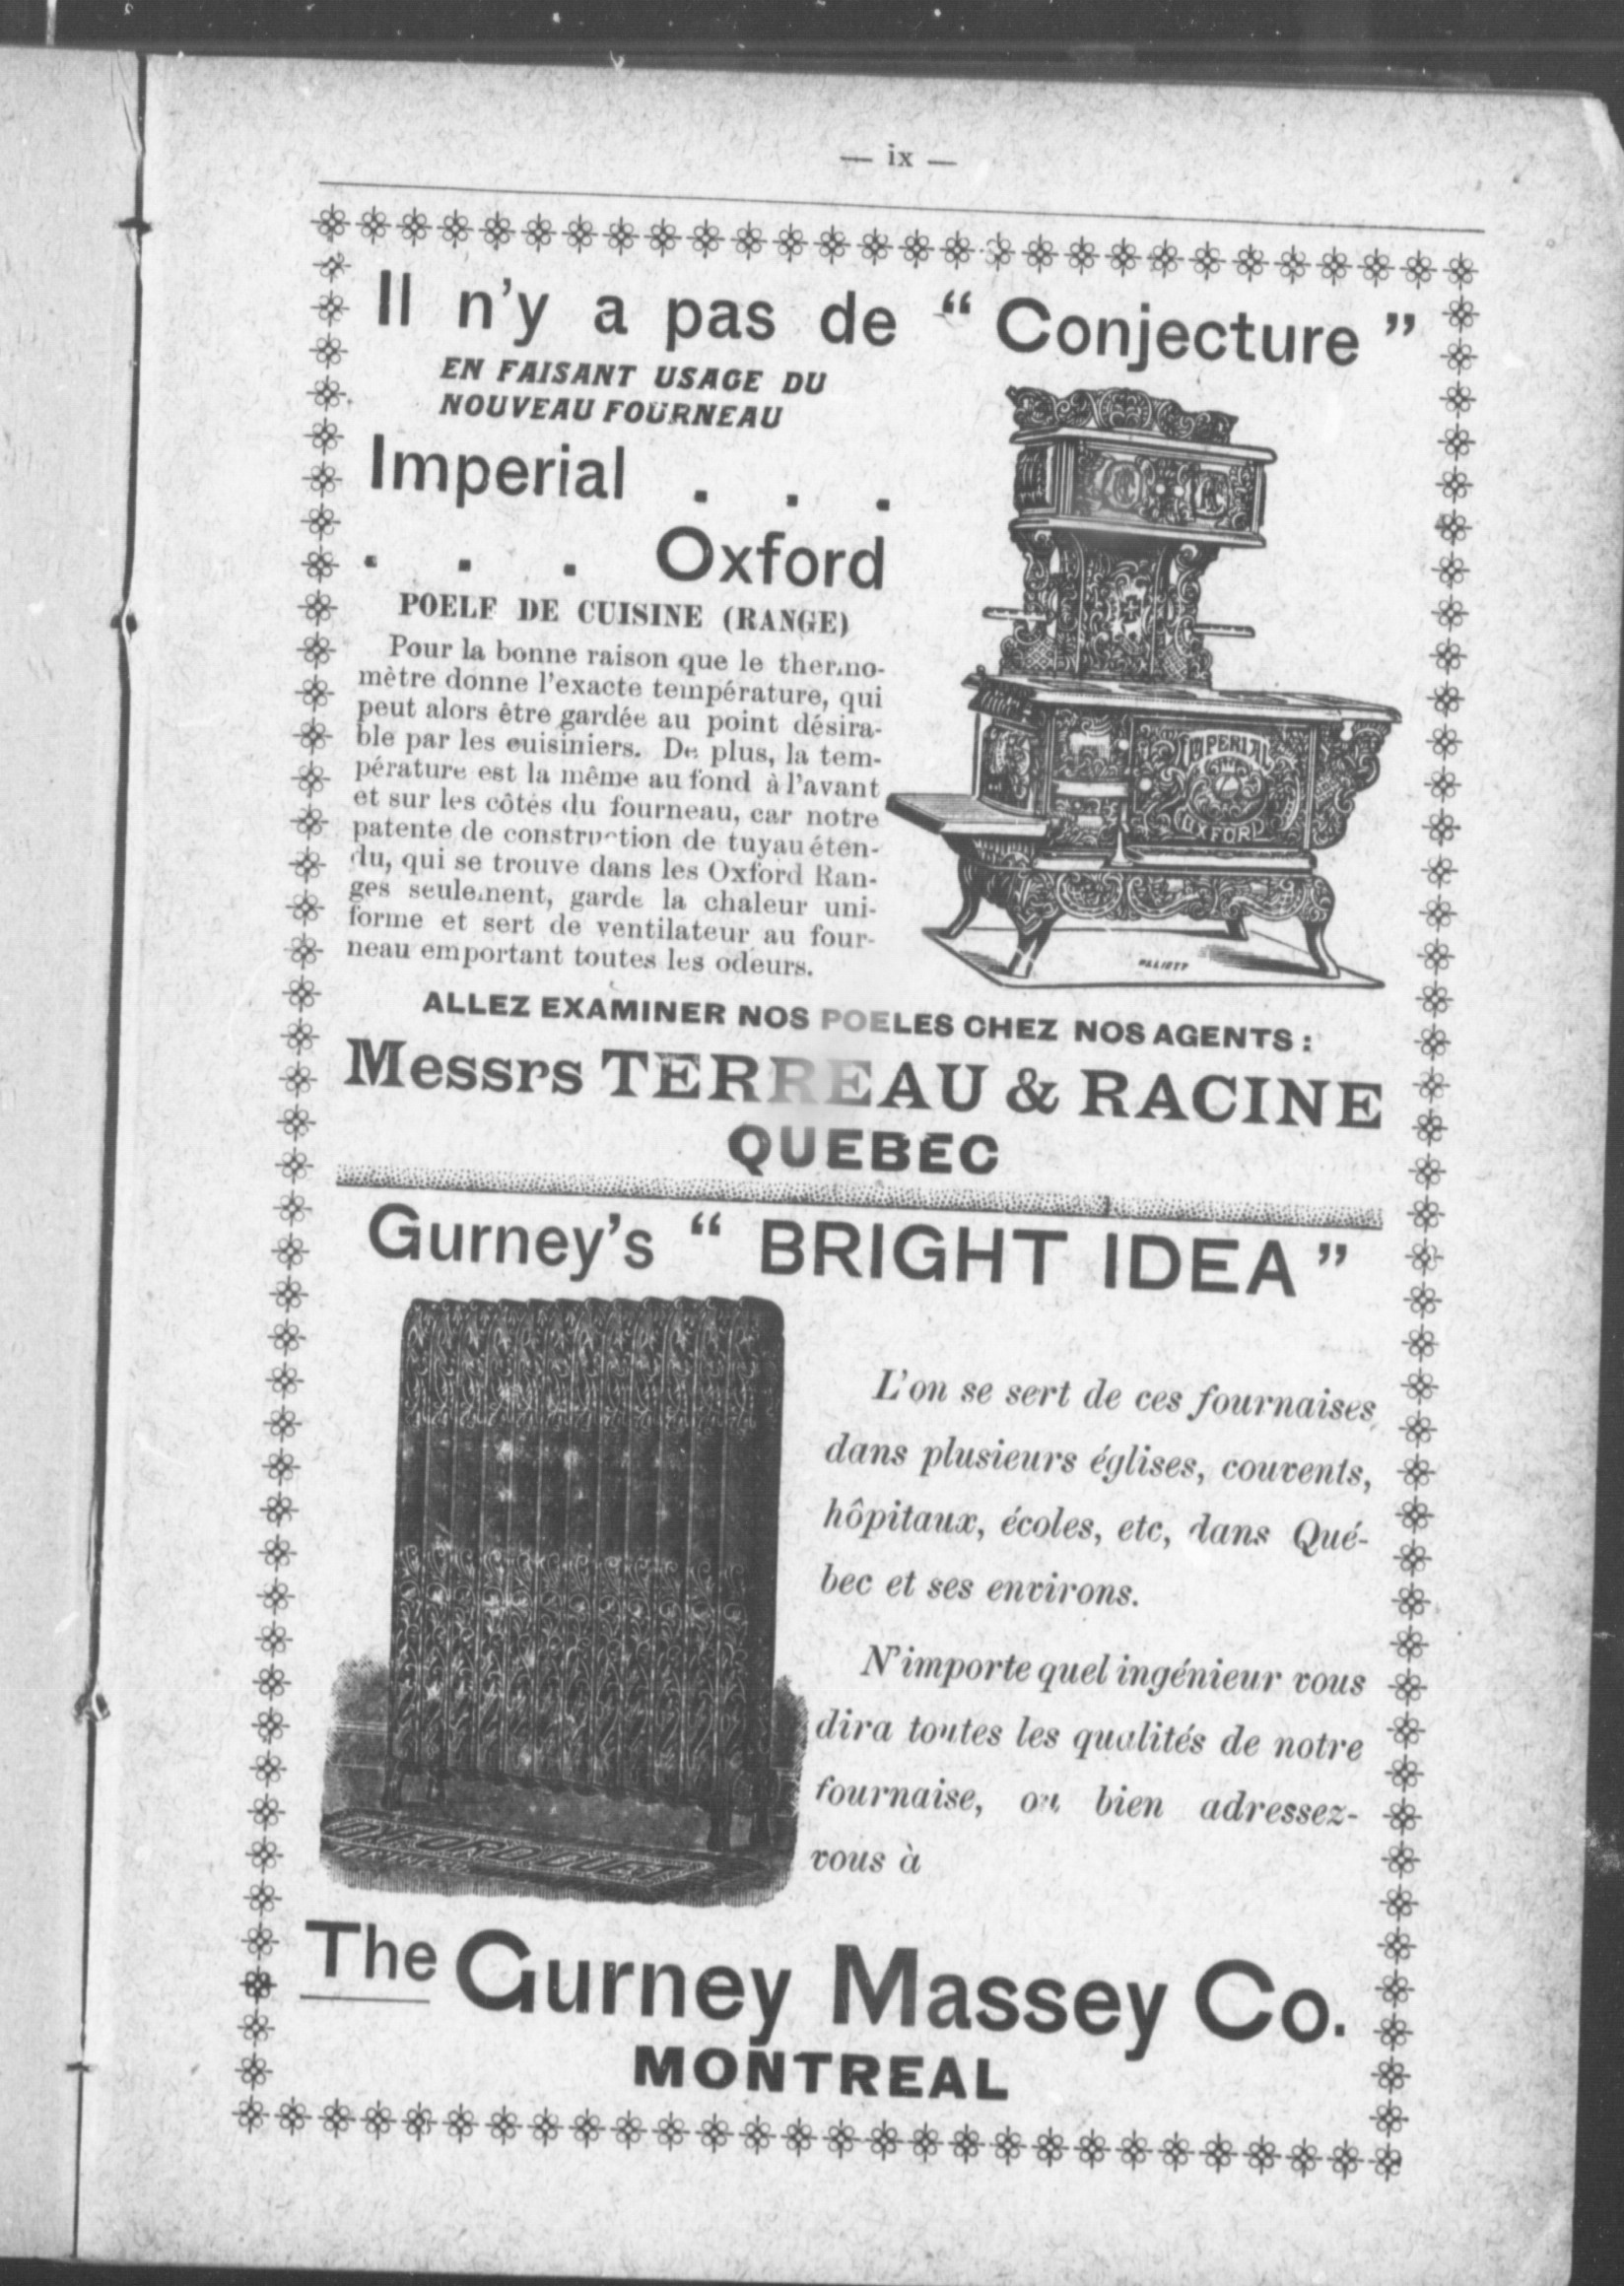 — ix —
Il n'y a pas de “ Conjecture ”
EN FAISANT USAGE DU
NOUVEAU FOURNEAU
Imperial . . .
. . . Oxford
POELE DE CUISINE (RANGE)
Pour la bonne raison que le thermo-
mètre donne l'exacte température, qui
peut alors être gardée au point désira-
ble par les cuisiniers. De plus, la tem-
pérature est la même au fond à l'avant
et sur les côtés du fourneau, car notre
patente de construction de tuyau éten-
du, qui se trouve dans les Oxford Ran-
ges seulement, garde la chaleur uni-
forme et sert de ventilateur au four-
neau emportant toutes les odeurs.
IMPERIAL
OXFORD
ELLIOTT
ALLEZ EXAMINER NOS POELES CHEZ NOS AGENTS :
Messrs TERREAU & RACINE
QUEBEC
Gurney's “ BRIGHT IDEA ”
L'on se sert de ces fournaises
dans plusieurs églises, couvents,
hôpitaux, écoles, etc, dans Qué-
bec et ses environs.
N'importe quel ingénieur vous
dira toutes les qualités de notre
fournaise, ou bien adressez-
vous à
OXFORD
The Gurney Massey Co.
MONTREAL